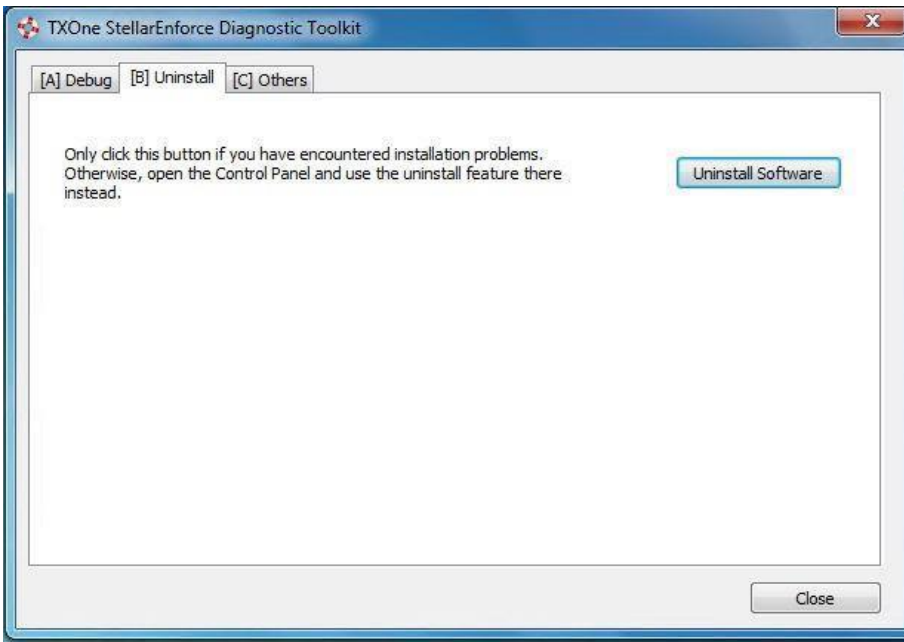 TXOne StellarEnforce Diagnostic Toolkit
[A] Debug [B] Uninstall [C] Others
Only click this button if you have encountered installation problems.
Otherwise, open the Control Panel and use the uninstall feature there
instead.
Uninstall Software
Close